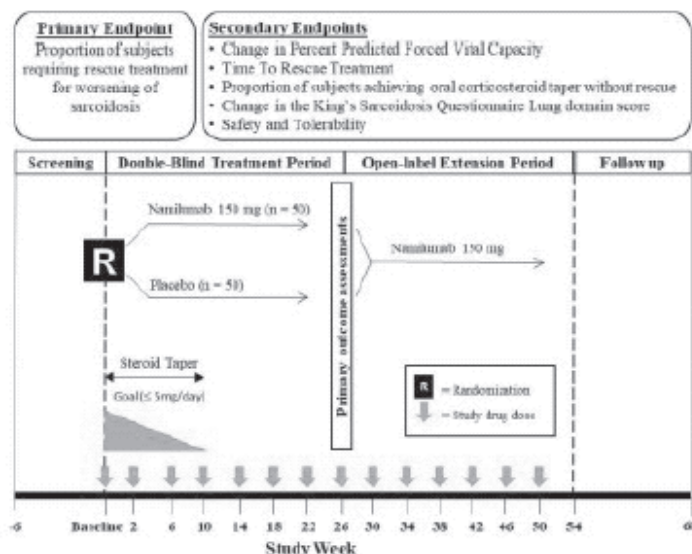 Primary Endpoint
Proportion of subjects
requiring rescue treatment
for worsening of
sarcoidosis
Secondary Endpoints
• Change in Percent Predicted Forced Vital Capacity
• Time To Rescue Treatment
• Proportion of subjects achieving oral corticosteroid taper without rescue
• Change in the King's Sarcoidosis Questionnaire Lung domain score
• Safety and Tolerability
Screening Double-Blind Treatment Period Open-label Extension Period Follow up
Namilumab 150 mg (n = 50)
R
Placebo (n = 50)
Primary outcome assessments
Namilumab 150 mg
Steroid Taper
Goal (≤ 5mg/day)
R = Randomization
= Study drug dose
-6 Baseline 2 6 10 14 18 22 26 30 34 38 42 46 50 54
Study Week